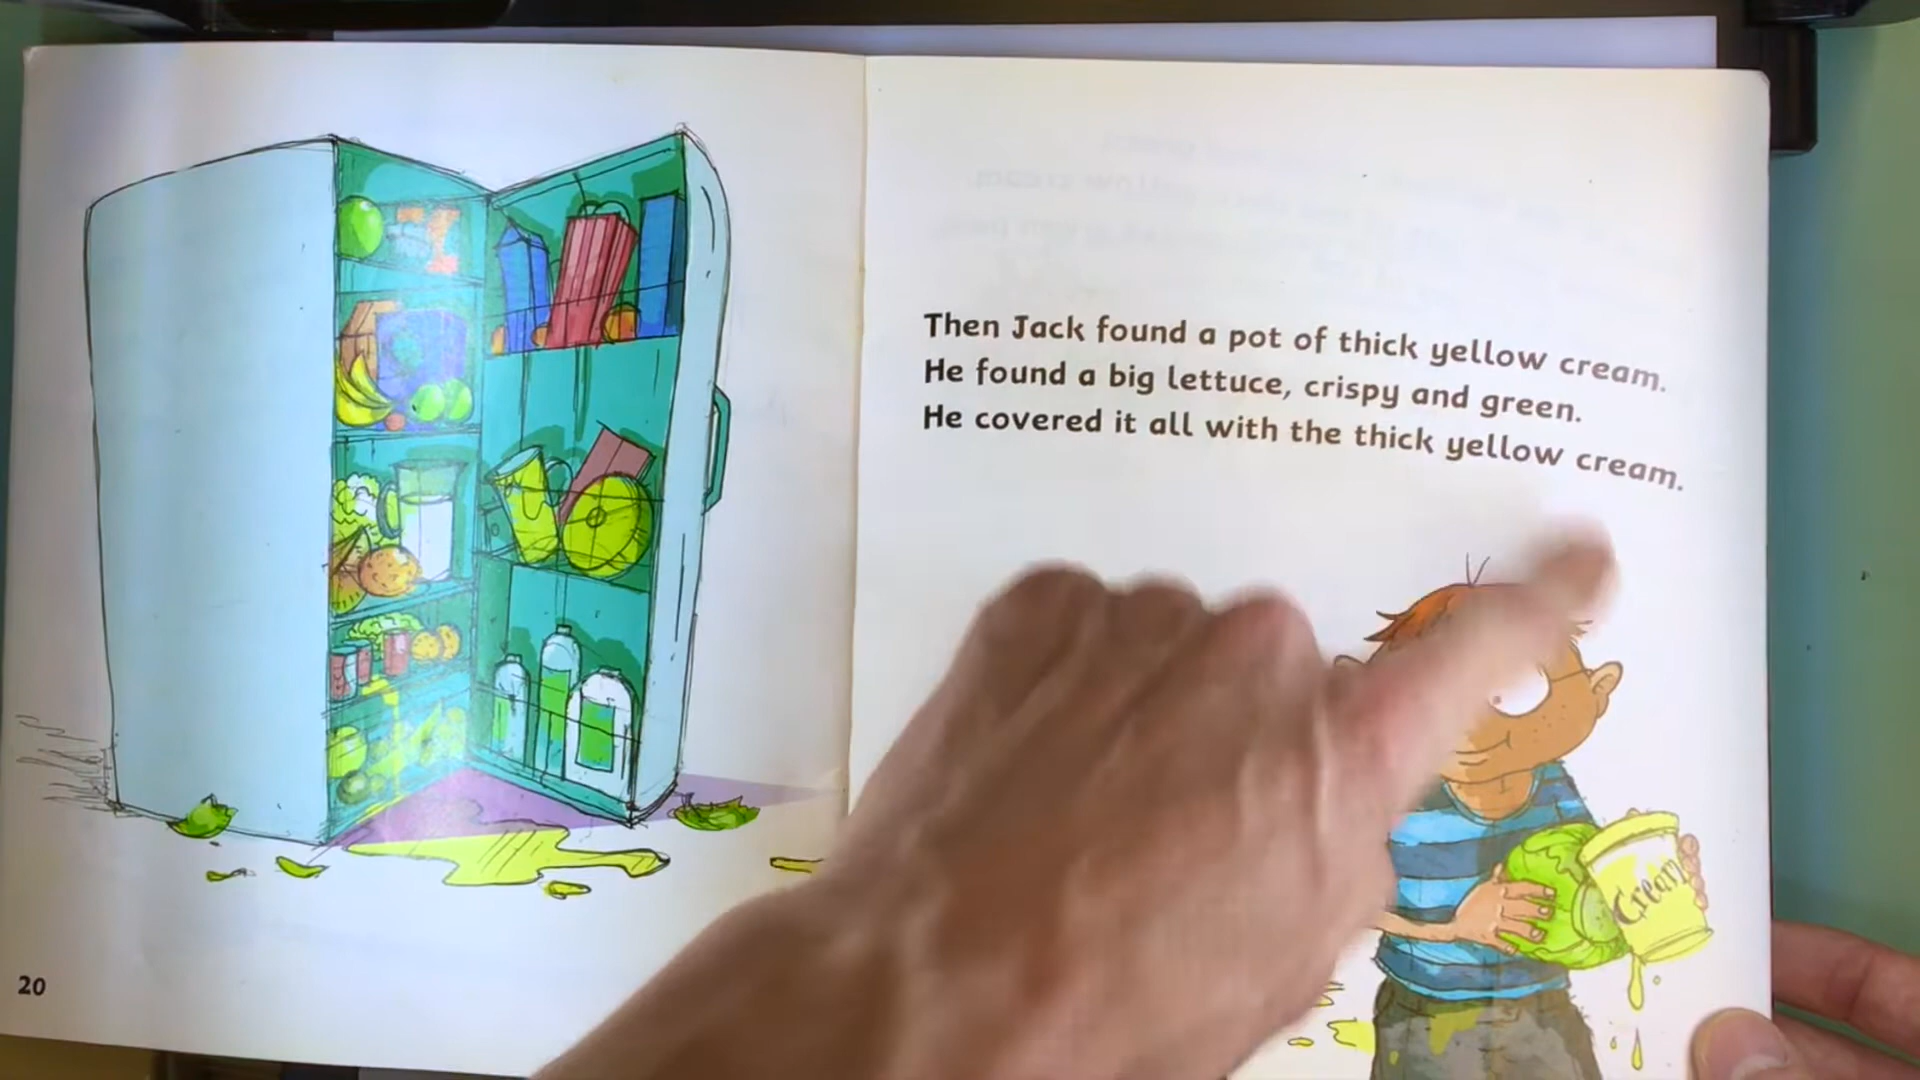 Then Jack found a pot of thick yellow cream.
He found a big lettuce, crispy and green.
He covered it all with the thick yellow cream.
Cream
20